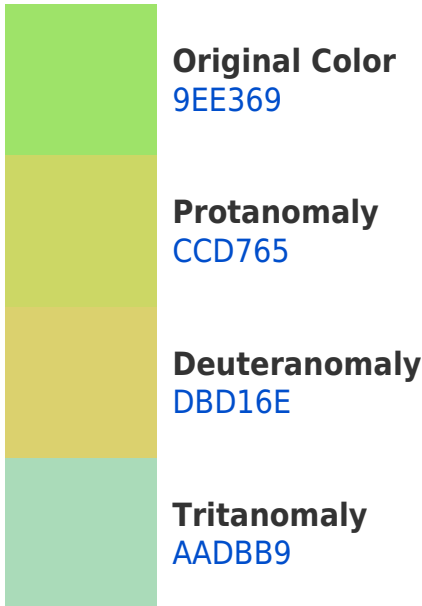 Original Color
9EE369
Protanomaly
CCD765
Deuteranomaly
DBD16E
Tritanomaly
AADBB9